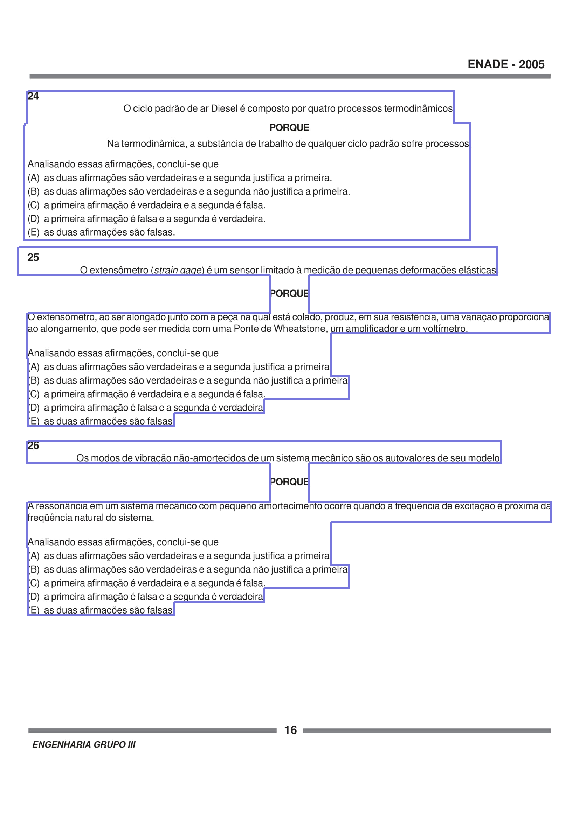 ENADE - 2005
24
O ciclo padrão de ar Diesel é composto por quatro processos termodinâmicos
PORQUE
Na termodinâmica, a substância de trabalho de qualquer ciclo padrão sofre processos
Analisando essas afirmações, conclui-se que
(A) as duas afirmações são verdadeiras e a segunda justifica a primeira.
(B) as duas afirmações são verdadeiras e a segunda não justifica a primeira.
(C) a primeira afirmação é verdadeira e a segunda é falsa.
(D) a primeira afirmação é falsa e a segunda é verdadeira.
(E) as duas afirmações são falsas.
25
O extensômetro (strain gage) é um sensor limitado à medição de pequenas deformações elásticas
PORQUE
O extensômetro, ao ser alongado junto com a peça na qual está colado, produz, em sua resistência, uma variação proporcional
ao alongamento, que pode ser medida com uma Ponte de Wheatstone, um amplificador e um voltímetro.
Analisando essas afirmações, conclui-se que
(A) as duas afirmações são verdadeiras e a segunda justifica a primeira
(B) as duas afirmações são verdadeiras e a segunda não justifica a primeira
(C) a primeira afirmação é verdadeira e a segunda é falsa.
(D) a primeira afirmação é falsa e a segunda é verdadeira
(E) as duas afirmações são falsas
26
Os modos de vibração não-amortecidos de um sistema mecânico são os autovalores de seu modelo
PORQUE
A ressonância em um sistema mecânico com pequeno amortecimento ocorre quando a freqüência de excitação é próxima da
freqüência natural do sistema.
Analisando essas afirmações, conclui-se que
(A) as duas afirmações são verdadeiras e a segunda justifica a primeira
(B) as duas afirmações são verdadeiras e a segunda não justifica a primeira
(C) a primeira afirmação é verdadeira e a segunda é falsa.
(D) a primeira afirmação é falsa e a segunda é verdadeira
(E) as duas afirmações são falsas
16
ENGENHARIA GRUPO III